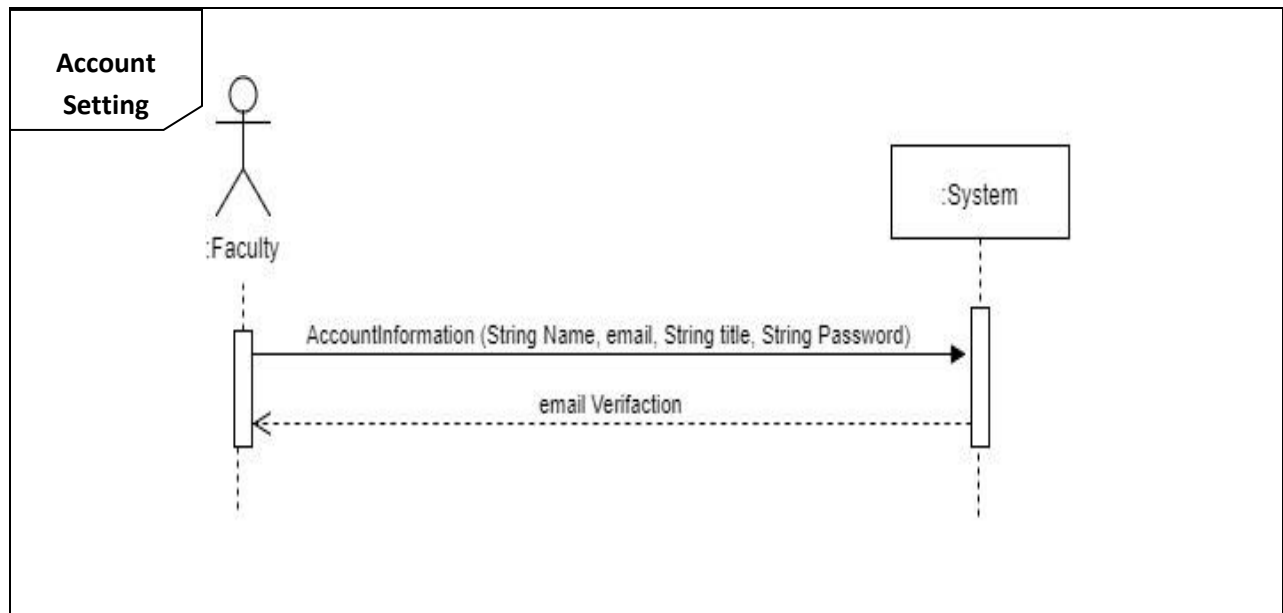 Account
Setting
:Faculty
:System
AccountInformation (String Name, email, String title, String Password)
email Verifaction